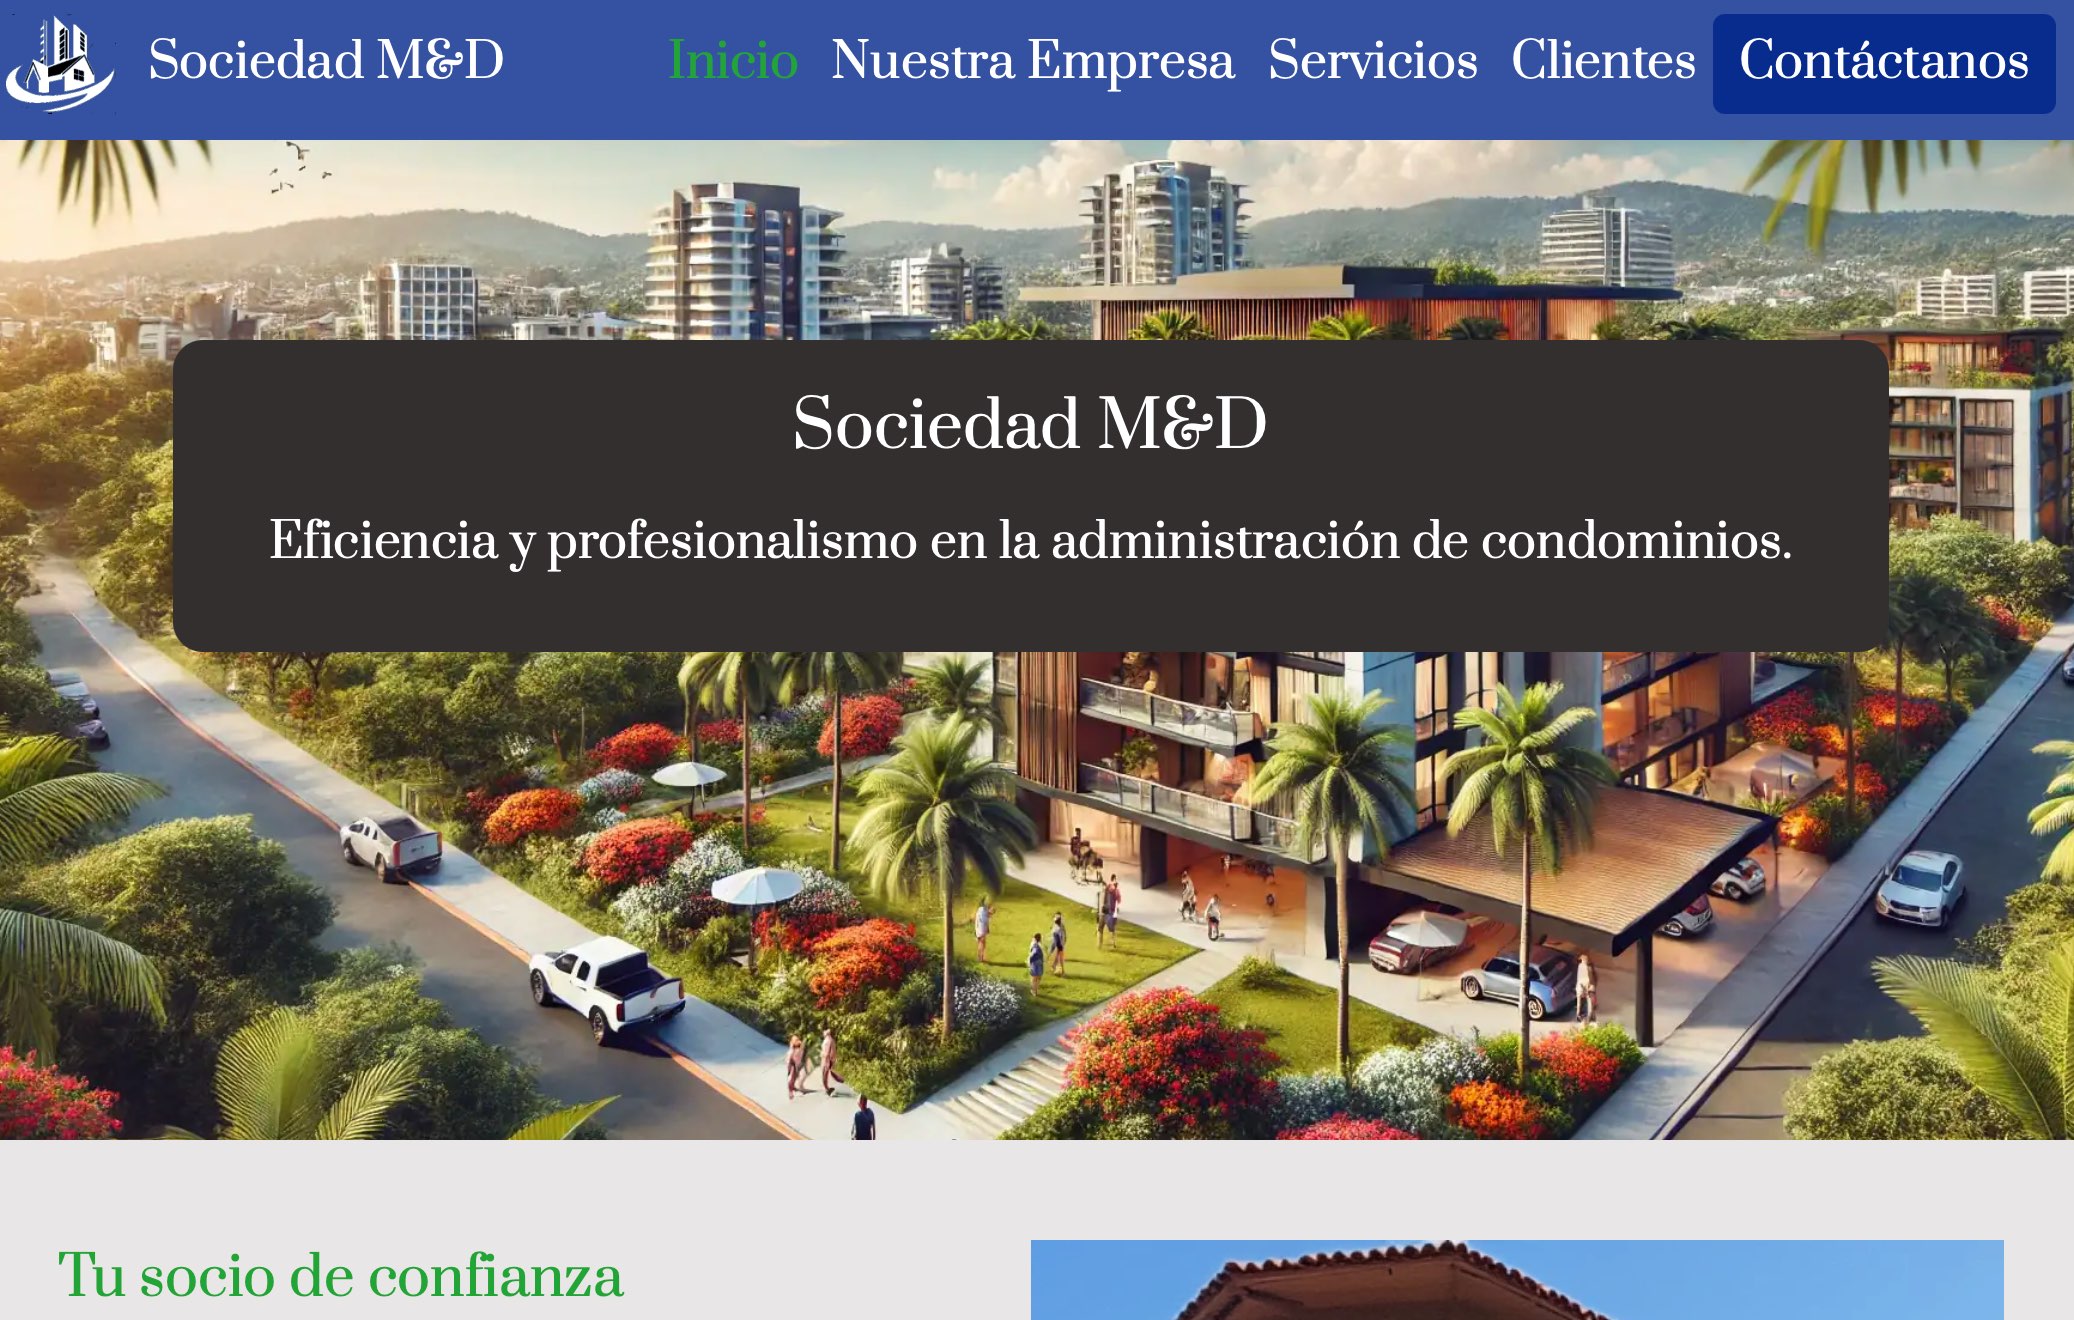 Sociedad M&D
Inicio
Nuestra Empresa
Servicios
Clientes
Contáctanos
Sociedad M&D
Eficiencia y profesionalismo en la administración de condominios.
Tu socio de confianza